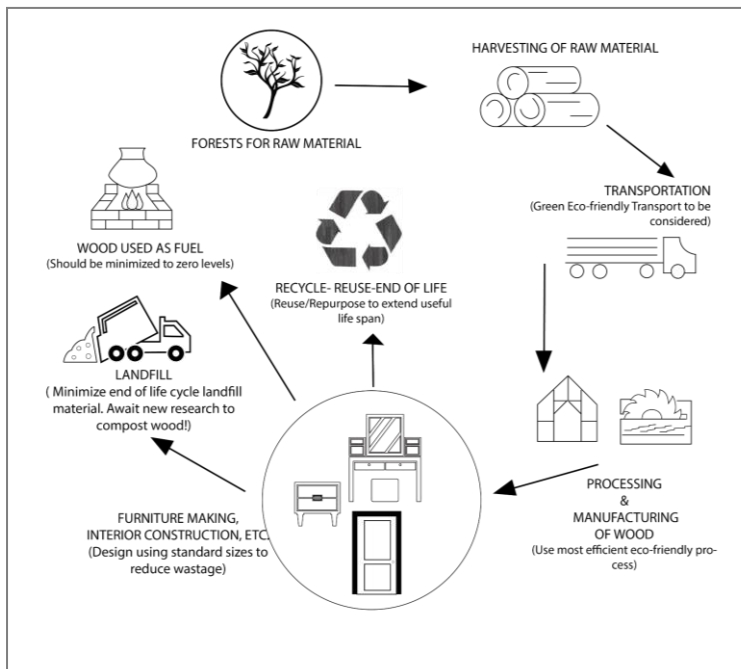 HARVESTING OF RAW MATERIAL
FORESTS FOR RAW MATERIAL
TRANSPORTATION
(Green Eco-friendly Transport to be
considered)
WOOD USED AS FUEL
(Should be minimized to zero levels)
RECYCLE- REUSE-END OF LIFE
(Reuse/Repurpose to extend useful
life span)
LANDFILL
( Minimize end of life cycle landfill
material. Await new research to
compost wood!)
PROCESSING
&
MANUFACTURING
OF WOOD
(Use most efficient eco-friendly pro-
cess)
FURNITURE MAKING,
INTERIOR CONSTRUCTION, ETC.
(Design using standard sizes to
reduce wastage)